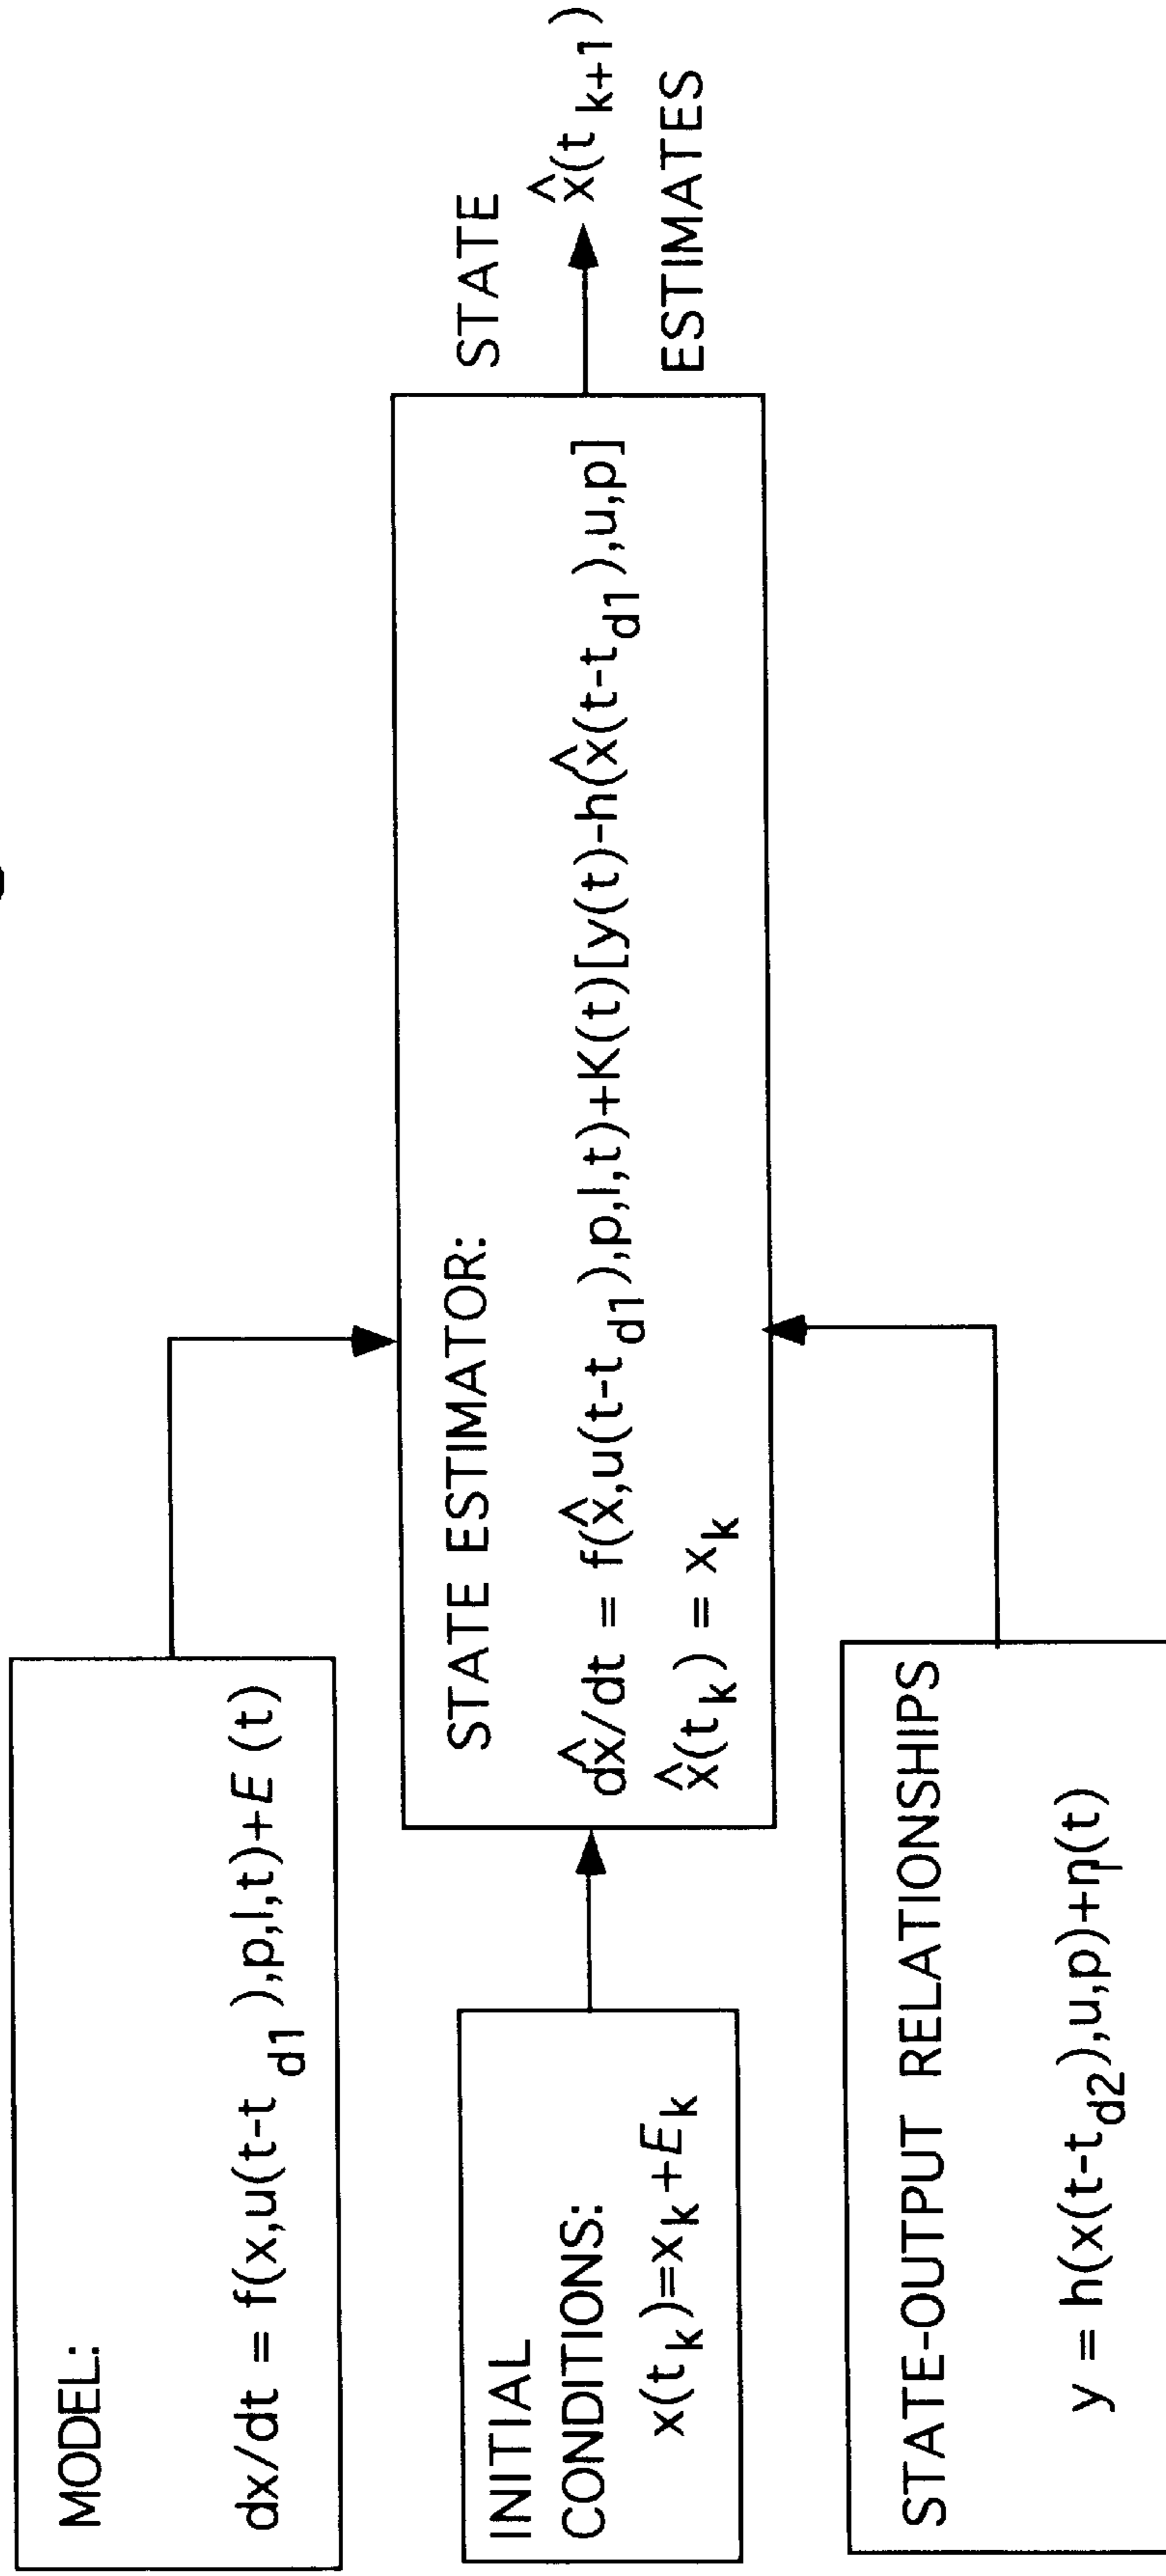 MODEL:
dx/dt = f(x,u(t-t_d1),p,l,t)+E (t)
INITIAL
CONDITIONS:
x(t_k)=x_k+E_k
STATE-OUTPUT RELATIONSHIPS
y = h(x(t-t_d2),u,p)+η(t)
STATE ESTIMATOR:
dx̂/dt = f(x̂,u(t-t_d1),p,l,t)+K(t)[y(t)-h(x̂(t-t_d1),u,p]
x̂(t_k) = x_k
STATE
x̂(t_k+1)
ESTIMATES